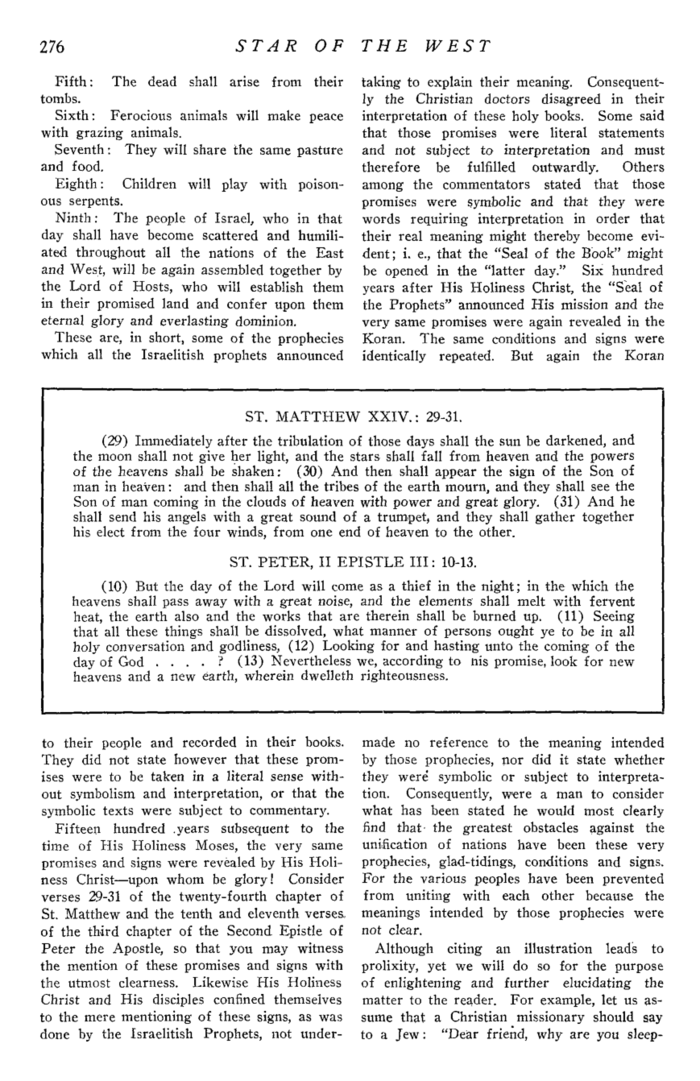 276
STAR OF THE WEST
Fifth: The dead shall arise from their
tombs.
Sixth: Ferocious animals will make peace
with grazing animals.
Seventh: They will share the same pasture
and food.
Eighth: Children will play with poison-
ous serpents.
Ninth: The people of Israel, who in that
day shall have become scattered and humili-
ated throughout all the nations of the East
and West, will be again assembled together by
the Lord of Hosts, who will establish them
in their promised land and confer upon them
eternal glory and everlasting dominion.
These are, in short, some of the prophecies
which all the Israelitish prophets announced
taking to explain their meaning. Consequent-
ly the Christian doctors disagreed in their
interpretation of these holy books. Some said
that those promises were literal statements
and not subject to interpretation and must
therefore be fulfilled outwardly. Others
among the commentators stated that those
promises were symbolic and that they were
words requiring interpretation in order that
their real meaning might thereby become evi-
dent; i. e., that the "Seal of the Book" might
be opened in the "latter day." Six hundred
years after His Holiness Christ, the "Seal of
the Prophets" announced His mission and the
very same promises were again revealed in the
Koran. The same conditions and signs were
identically repeated. But again the Koran
ST. MATTHEW XXIV.: 29-31.
(29) Immediately after the tribulation of those days shall the sun be darkened, and
the moon shall not give her light, and the stars shall fall from heaven and the powers
of the heavens shall be shaken: (30) And then shall appear the sign of the Son of
man in heaven: and then shall all the tribes of the earth mourn, and they shall see the
Son of man coming in the clouds of heaven with power and great glory. (31) And he
shall send his angels with a great sound of a trumpet, and they shall gather together
his elect from the four winds, from one end of heaven to the other.
ST. PETER, II EPISTLE III: 10-13.
(10) But the day of the Lord will come as a thief in the night; in the which the
heavens shall pass away with a great noise, and the elements shall melt with fervent
heat, the earth also and the works that are therein shall be burned up. (11) Seeing
that all these things shall be dissolved, what manner of persons ought ye to be in all
holy conversation and godliness, (12) Looking for and hasting unto the coming of the
day of God . . . . ? (13) Nevertheless we, according to nis promise, look for new
heavens and a new earth, wherein dwelleth righteousness.
to their people and recorded in their books.
They did not state however that these prom-
ises were to be taken in a literal sense with-
out symbolism and interpretation, or that the
symbolic texts were subject to commentary.
Fifteen hundred years subsequent to the
time of His Holiness Moses, the very same
promises and signs were revealed by His Holi-
ness Christ—upon whom be glory! Consider
verses 29-31 of the twenty-fourth chapter of
St. Matthew and the tenth and eleventh verses
of the third chapter of the Second Epistle of
Peter the Apostle, so that you may witness
the mention of these promises and signs with
the utmost clearness. Likewise His Holiness
Christ and His disciples confined themselves
to the mere mentioning of these signs, as was
done by the Israelitish Prophets, not under-
made no reference to the meaning intended
by those prophecies, nor did it state whether
they were symbolic or subject to interpreta-
tion. Consequently, were a man to consider
what has been stated he would most clearly
find that the greatest obstacles against the
unification of nations have been these very
prophecies, glad-tidings, conditions and signs.
For the various peoples have been prevented
from uniting with each other because the
meanings intended by those prophecies were
not clear.
Although citing an illustration leads to
prolixity, yet we will do so for the purpose
of enlightening and further elucidating the
matter to the reader. For example, let us as-
sume that a Christian missionary should say
to a Jew: "Dear friend, why are you sleep-